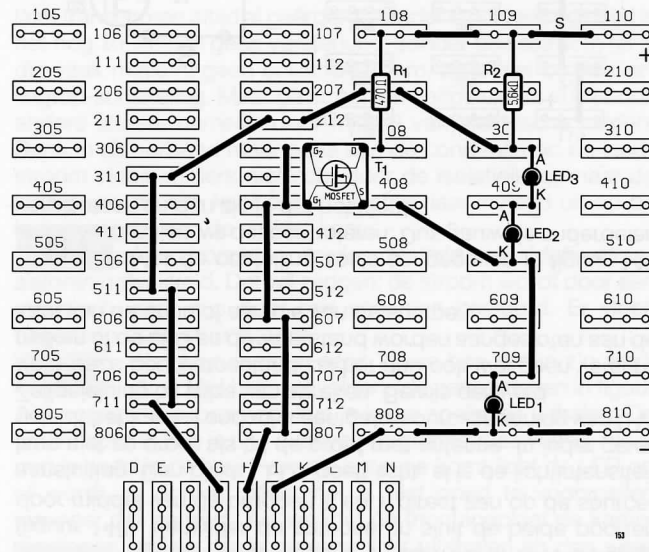 105 106 107 108 109 S 110
+
111 112
205 206 207 R1 470Ω R2 5,6kΩ 210
211 212
305 306 G2 D 08 3C 310
311 T1 A
405 406 G1 MOSFET S 408 409 K LED3 410
411 412 A LED2
505 506 507 508 K 510
511 512
605 606 607 608 609 610
611 612
705 706 707 708 709 710
711 712 A LED1
805 806 807 808 K 810
–
D E F G H I K L M N
153